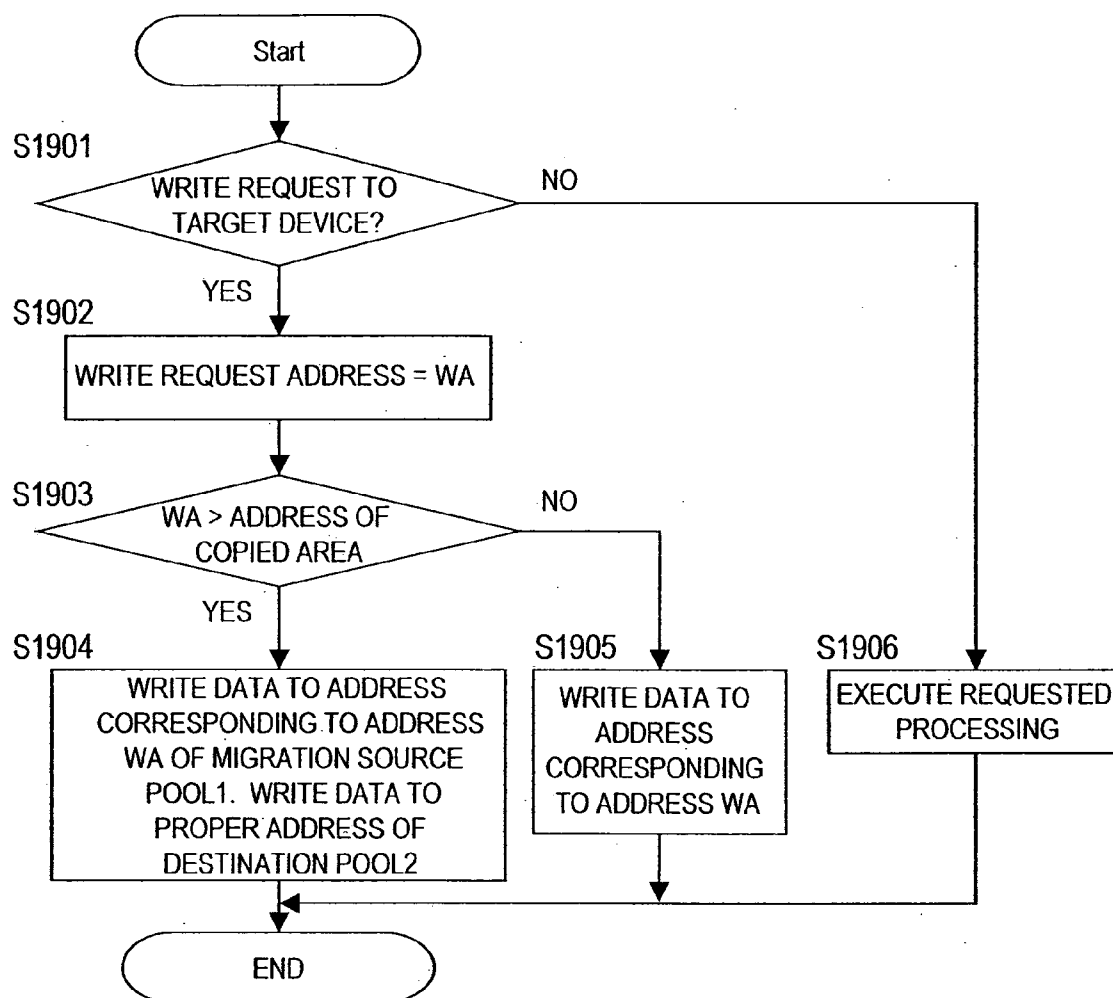 Start
S1901
WRITE REQUEST TO
TARGET DEVICE?
NO
YES
S1902
WRITE REQUEST ADDRESS = WA
S1903
WA > ADDRESS OF
COPIED AREA
NO
YES
S1904
WRITE DATA TO ADDRESS
CORRESPONDING TO ADDRESS
WA OF MIGRATION SOURCE
POOL1. WRITE DATA TO
PROPER ADDRESS OF
DESTINATION POOL2
S1905
WRITE DATA TO
ADDRESS
CORRESPONDING
TO ADDRESS WA
S1906
EXECUTE REQUESTED
PROCESSING
END